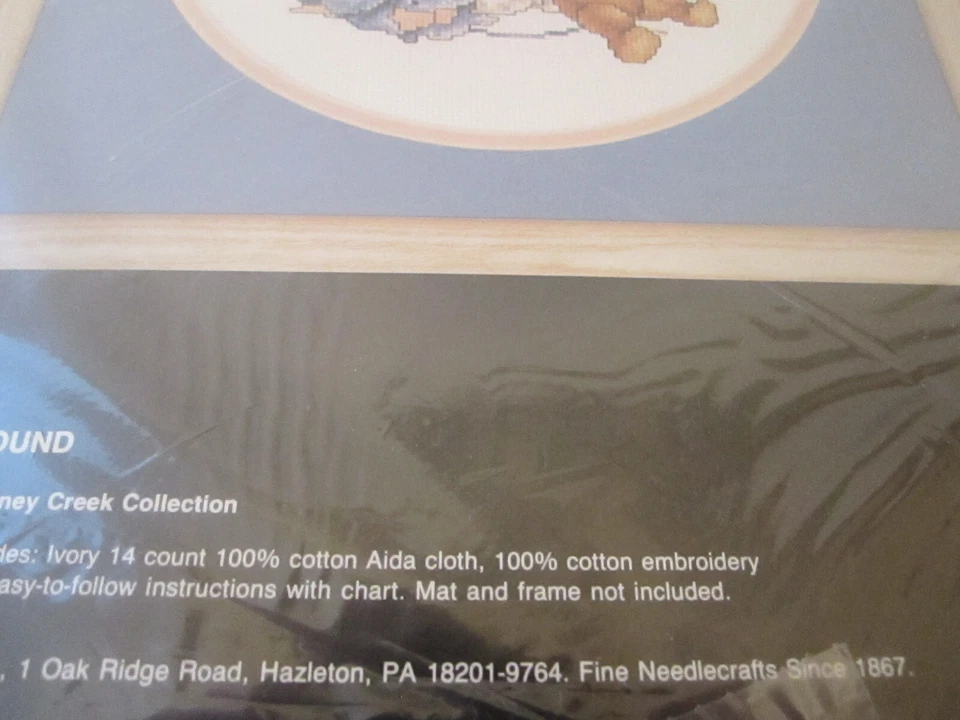 OUND
ney Creek Collection
des: Ivory 14 count 100% cotton Aida cloth, 100% cotton embroidery
asy-to-follow instructions with chart. Mat and frame not included.
, 1 Oak Ridge Road, Hazleton, PA 18201-9764. Fine Needlecrafts Since 1867.